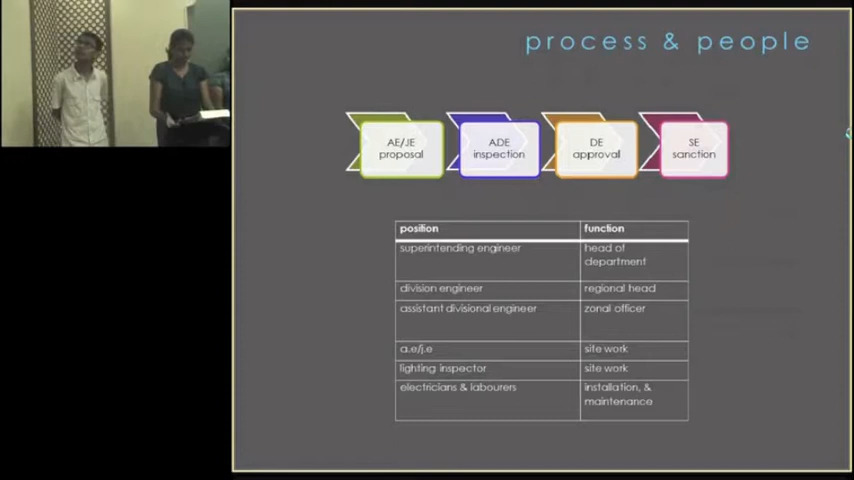 process & people
AE/JE
proposal
ADE
inspection
DE
approval
SE
sanction
position function
superintending engineer head of
department
division engineer regional head
assistant divisional engineer zonal officer
a.e/j.e site work
lighting inspector site work
electricians & labourers installation, &
maintenance